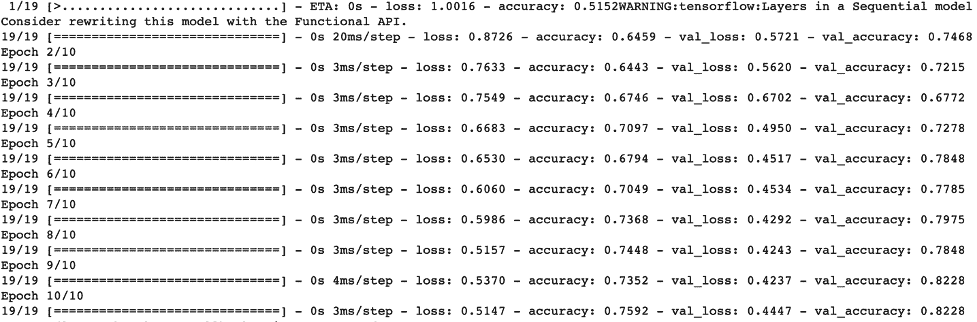 1/19 [>.............................] - ETA: 0s - loss: 1.0016 - accuracy: 0.5152WARNING:tensorflow:Layers in a Sequential model
Consider rewriting this model with the Functional API.
19/19 [==============================] - 0s 20ms/step - loss: 0.8726 - accuracy: 0.6459 - val_loss: 0.5721 - val_accuracy: 0.7468
Epoch 2/10
19/19 [==============================] - 0s 3ms/step - loss: 0.7633 - accuracy: 0.6443 - val_loss: 0.5620 - val_accuracy: 0.7215
Epoch 3/10
19/19 [==============================] - 0s 3ms/step - loss: 0.7549 - accuracy: 0.6746 - val_loss: 0.6702 - val_accuracy: 0.6772
Epoch 4/10
19/19 [==============================] - 0s 3ms/step - loss: 0.6683 - accuracy: 0.7097 - val_loss: 0.4950 - val_accuracy: 0.7278
Epoch 5/10
19/19 [==============================] - 0s 3ms/step - loss: 0.6530 - accuracy: 0.6794 - val_loss: 0.4517 - val_accuracy: 0.7848
Epoch 6/10
19/19 [==============================] - 0s 3ms/step - loss: 0.6060 - accuracy: 0.7049 - val_loss: 0.4534 - val_accuracy: 0.7785
Epoch 7/10
19/19 [==============================] - 0s 3ms/step - loss: 0.5986 - accuracy: 0.7368 - val_loss: 0.4292 - val_accuracy: 0.7975
Epoch 8/10
19/19 [==============================] - 0s 3ms/step - loss: 0.5157 - accuracy: 0.7448 - val_loss: 0.4243 - val_accuracy: 0.7848
Epoch 9/10
19/19 [==============================] - 0s 4ms/step - loss: 0.5370 - accuracy: 0.7352 - val_loss: 0.4237 - val_accuracy: 0.8228
Epoch 10/10
19/19 [==============================] - 0s 3ms/step - loss: 0.5147 - accuracy: 0.7592 - val_loss: 0.4447 - val_accuracy: 0.8228